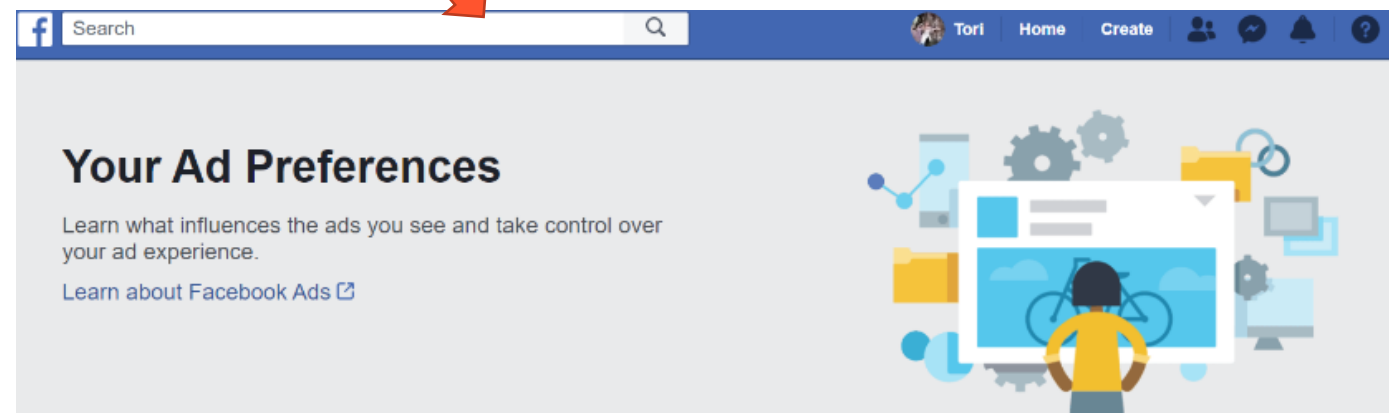 f Search Tori Home Create ?
Your Ad Preferences
Learn what influences the ads you see and take control over
your ad experience.
Learn about Facebook Ads